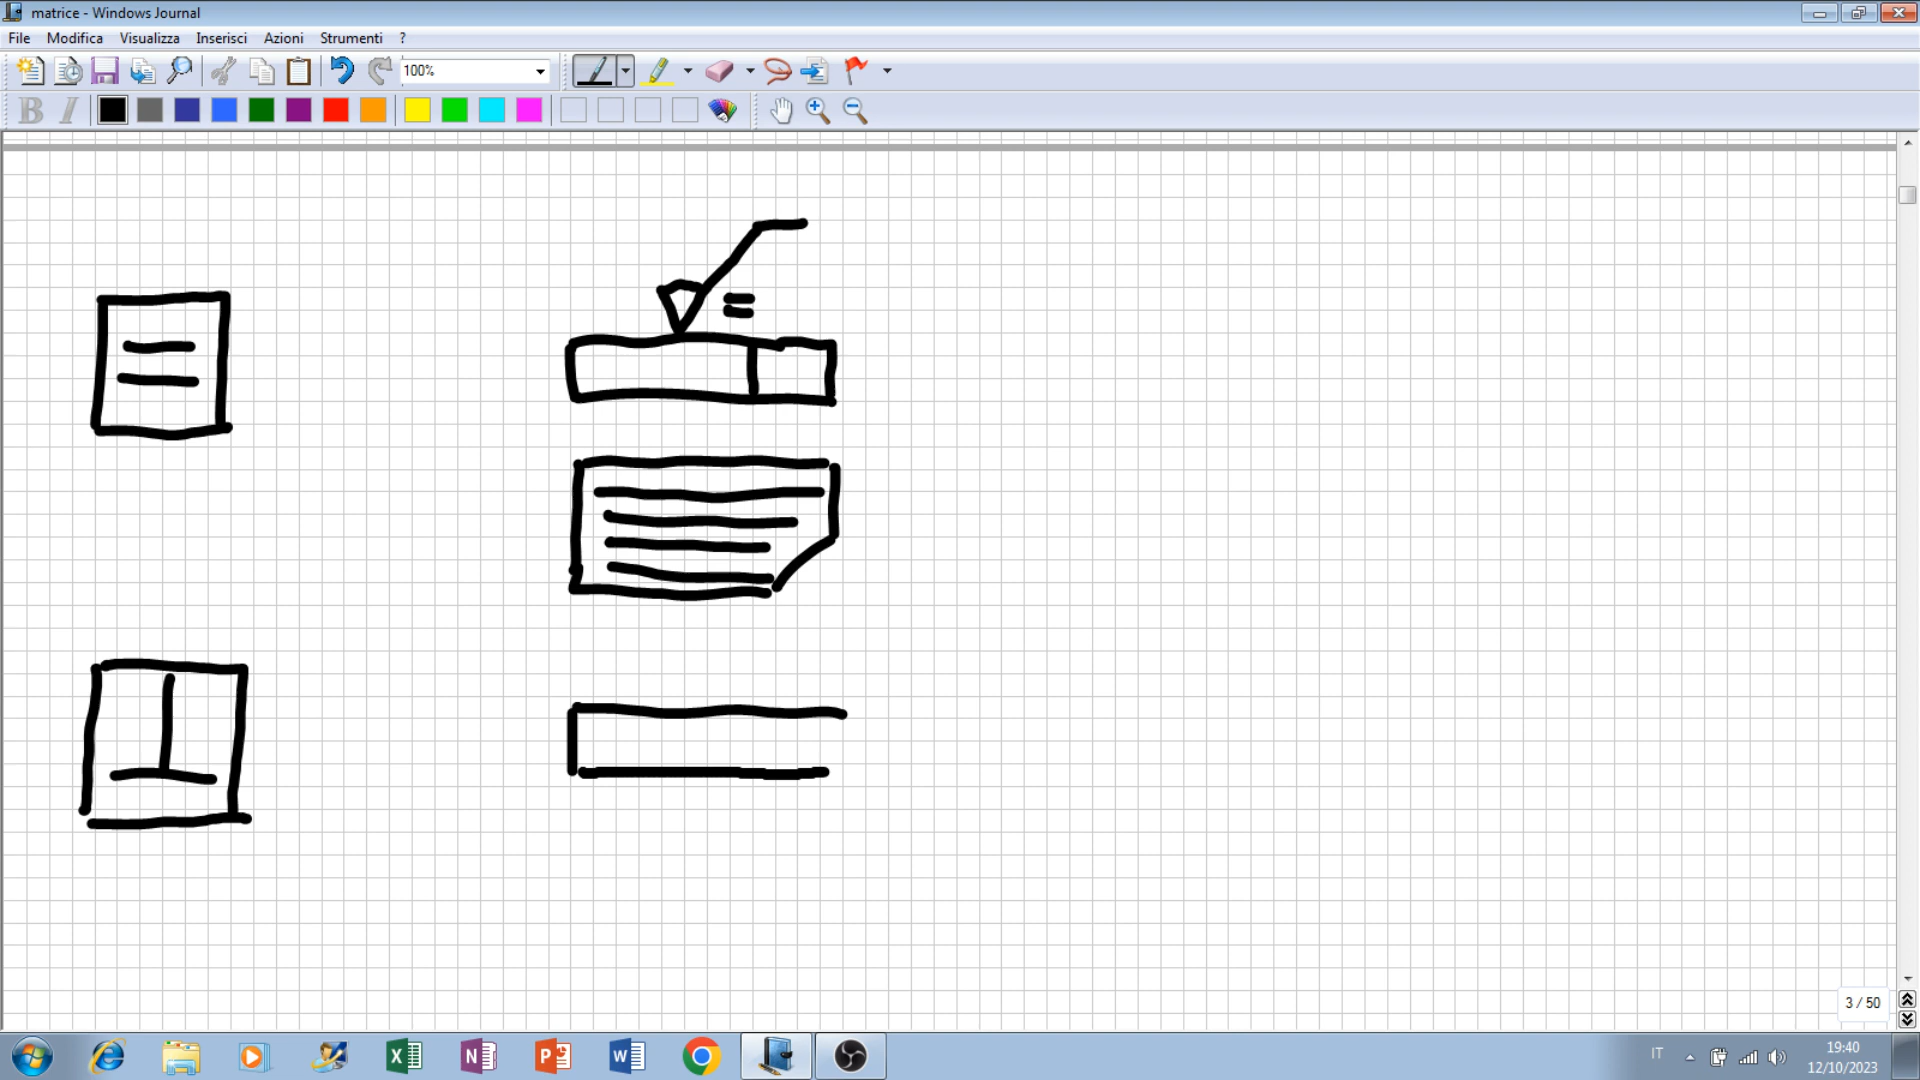 matrice - Windows Journal
File Modifica Visualizza Inserisci Azioni Strumenti ?
100%
B I
3 / 50
IT
19:40
12/10/2023